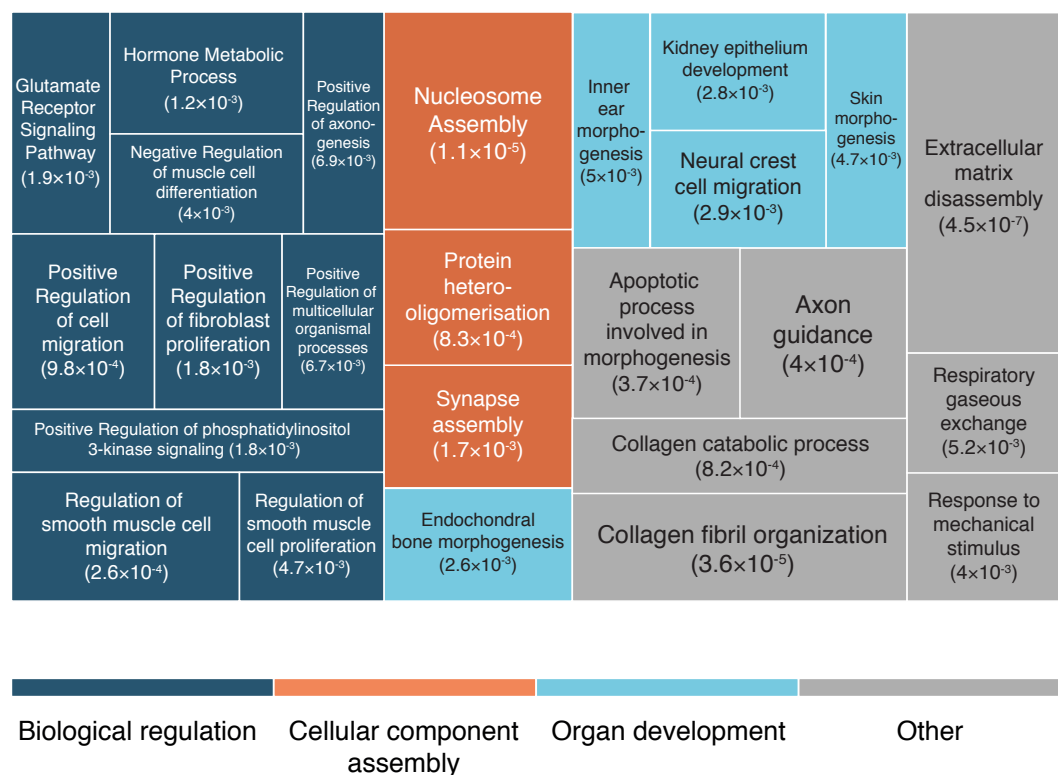 Glutamate
Receptor
Signaling
Pathway
(1.9×10⁻³)
Hormone Metabolic
Process
(1.2×10⁻³)
Negative Regulation
of muscle cell
differentiation
(4×10⁻³)
Positive
Regulation
of axono-
genesis
(6.9×10⁻³)
Positive
Regulation
of cell
migration
(9.8×10⁻⁴)
Positive
Regulation
of fibroblast
proliferation
(1.8×10⁻³)
Positive
Regulation of
multicellular
organismal
processes
(6.7×10⁻³)
Positive Regulation of phosphatidylinositol
3-kinase signaling (1.8×10⁻³)
Regulation of
smooth muscle cell
migration
(2.6×10⁻⁴)
Regulation of
smooth muscle
cell proliferation
(4.7×10⁻³)
Nucleosome
Assembly
(1.1×10⁻⁵)
Protein
hetero-
oligomerisation
(8.3×10⁻⁴)
Synapse
assembly
(1.7×10⁻³)
Endochondral
bone morphogenesis
(2.6×10⁻³)
Inner
ear
morpho-
genesis
(5×10⁻³)
Kidney epithelium
development
(2.8×10⁻³)
Neural crest
cell migration
(2.9×10⁻³)
Skin
morpho-
genesis
(4.7×10⁻³)
Apoptotic
process
involved in
morphogenesis
(3.7×10⁻⁴)
Axon
guidance
(4×10⁻⁴)
Collagen catabolic process
(8.2×10⁻⁴)
Collagen fibril organization
(3.6×10⁻⁵)
Extracellular
matrix
disassembly
(4.5×10⁻⁷)
Respiratory
gaseous
exchange
(5.2×10⁻³)
Response to
mechanical
stimulus
(4×10⁻³)
Biological regulation
Cellular component
assembly
Organ development
Other